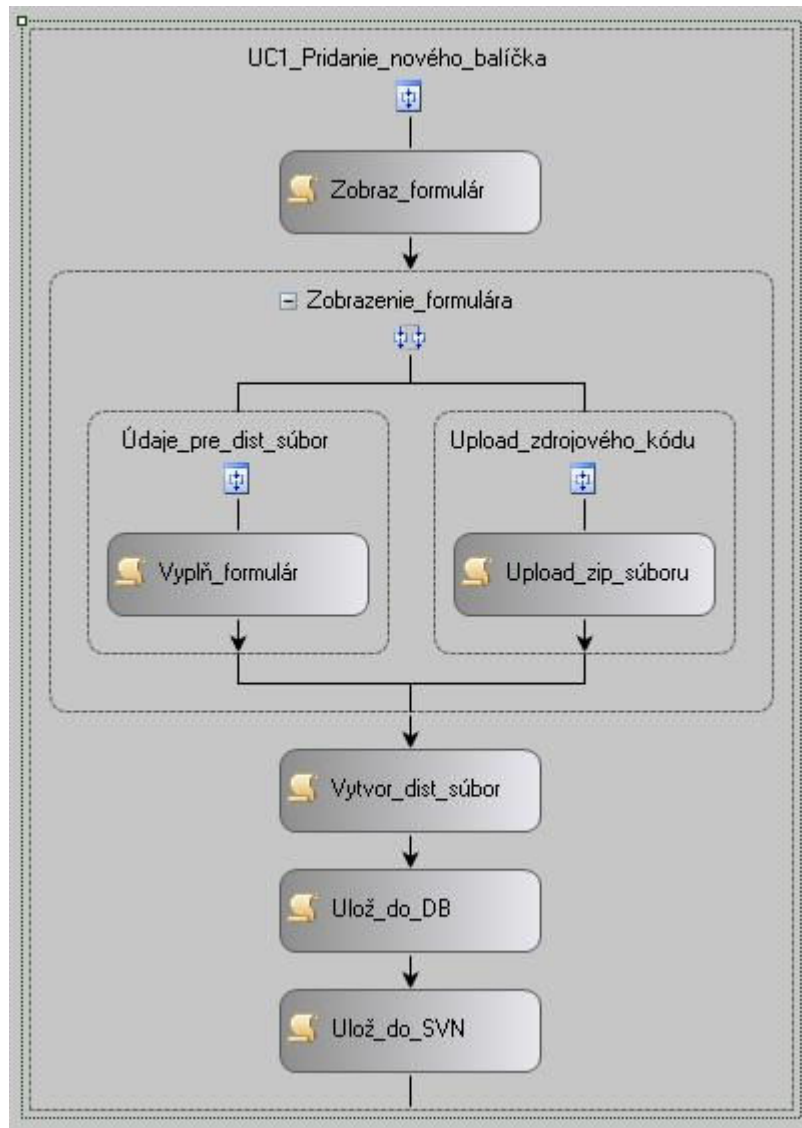 UC1_Pridanie_nového_balíčka
Zobraz_formulár
Zobrazenie_formulára
Údaje_pre_dist_súbor
Upload_zdrojového_kódu
Vyplň_formulár
Upload_zip_súboru
Vytvor_dist_súbor
Ulož_do_DB
Ulož_do_SVN